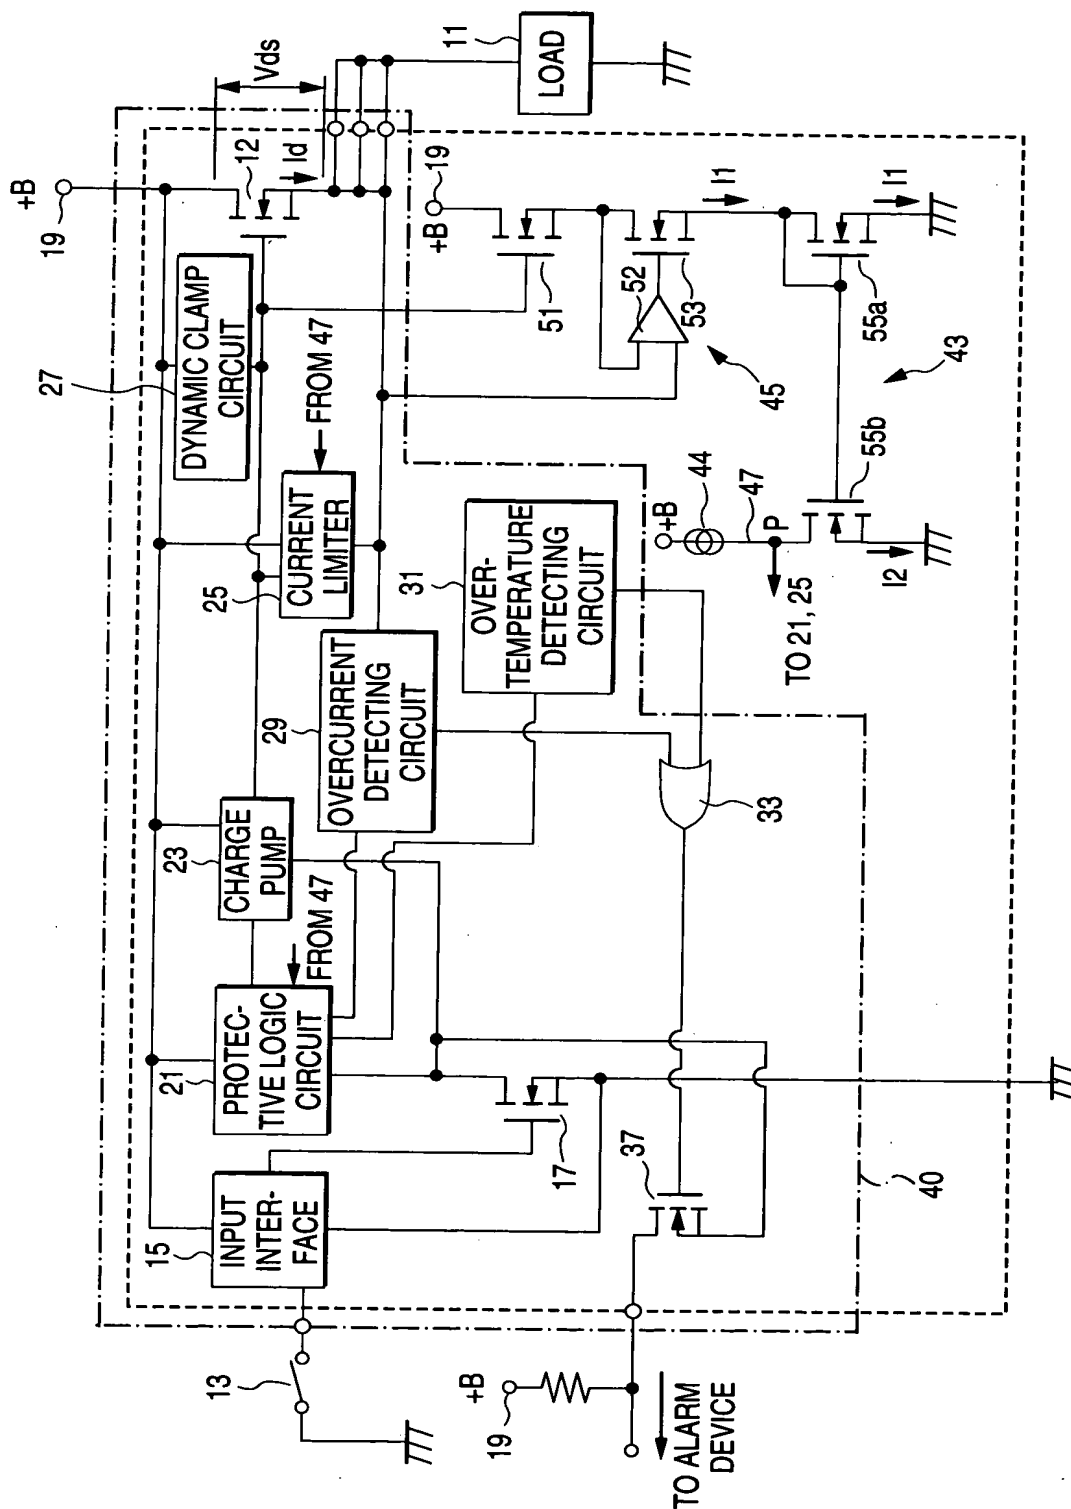 +B
19
Vds
12
Id
11
LOAD
27
DYNAMIC CLAMP
CIRCUIT
FROM 47
25
CURRENT
LIMITER
23
CHARGE
PUMP
21
PROTEC-
TIVE LOGIC
CIRCUIT
FROM 47
15
INPUT
INTER-
FACE
13
29
OVERCURRENT
DETECTING
CIRCUIT
31
OVER-
TEMPERATURE
DETECTING
CIRCUIT
+B
19
51
52
53
45
I1
I1
55a
43
55b
+B
44
47
P
TO 21, 25
I2
33
17
37
40
+B
19
TO ALARM
DEVICE